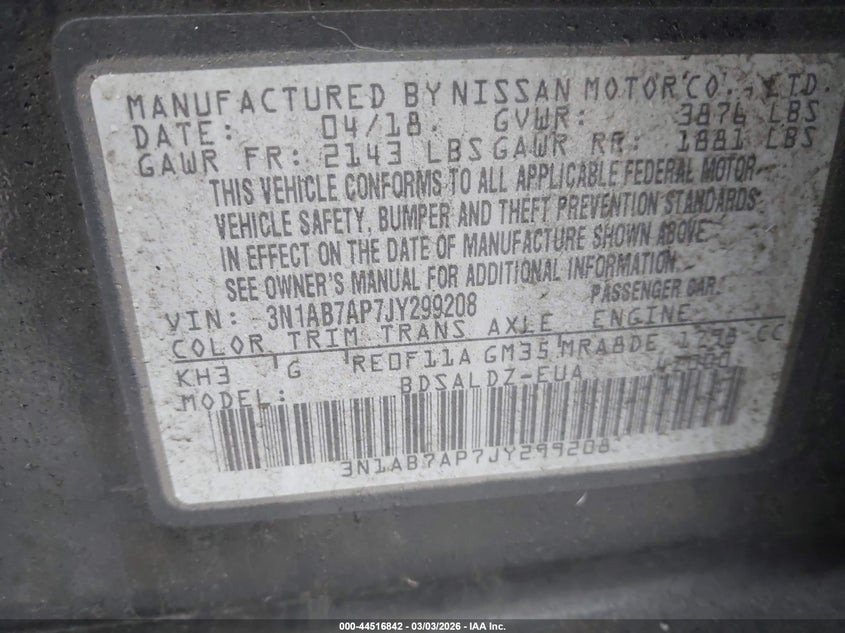 MANUFACTURED BY NISSAN MOTOR CO., LTD.
DATE: 04/18 GVWR: 3876 LBS
GAWR FR: 2143 LBS GAWR RR: 1881 LBS
THIS VEHICLE CONFORMS TO ALL APPLICABLE FEDERAL MOTOR
VEHICLE SAFETY, BUMPER AND THEFT PREVENTION STANDARDS
IN EFFECT ON THE DATE OF MANUFACTURE SHOWN ABOVE.
SEE OWNER'S MANUAL FOR ADDITIONAL INFORMATION.
VIN: 3N1AB7AP7JY299208 PASSENGER CAR
COLOR TRIM TRANS AXLE ENGINE
KH3 G RE0F11A GM35 MRA8DE 1798 CC
MODEL: BDSALDZ-EUA
3N1AB7AP7JY299208
000-44516842 - 03/03/2026 - IAA Inc.